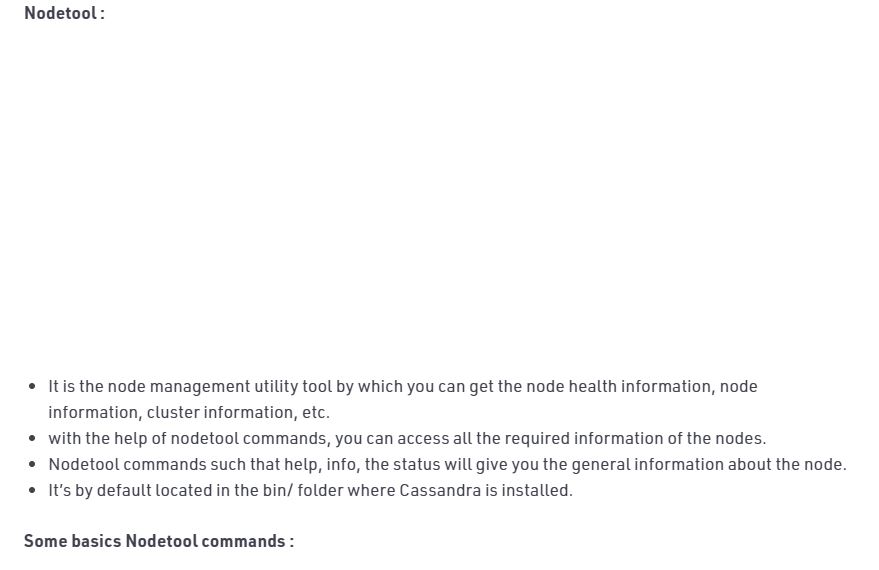 Nodetool :
• It is the node management utility tool by which you can get the node health information, node
information, cluster information, etc.
• with the help of nodetool commands, you can access all the required information of the nodes.
• Nodetool commands such that help, info, the status will give you the general information about the node.
• It’s by default located in the bin/ folder where Cassandra is installed.
Some basics Nodetool commands :